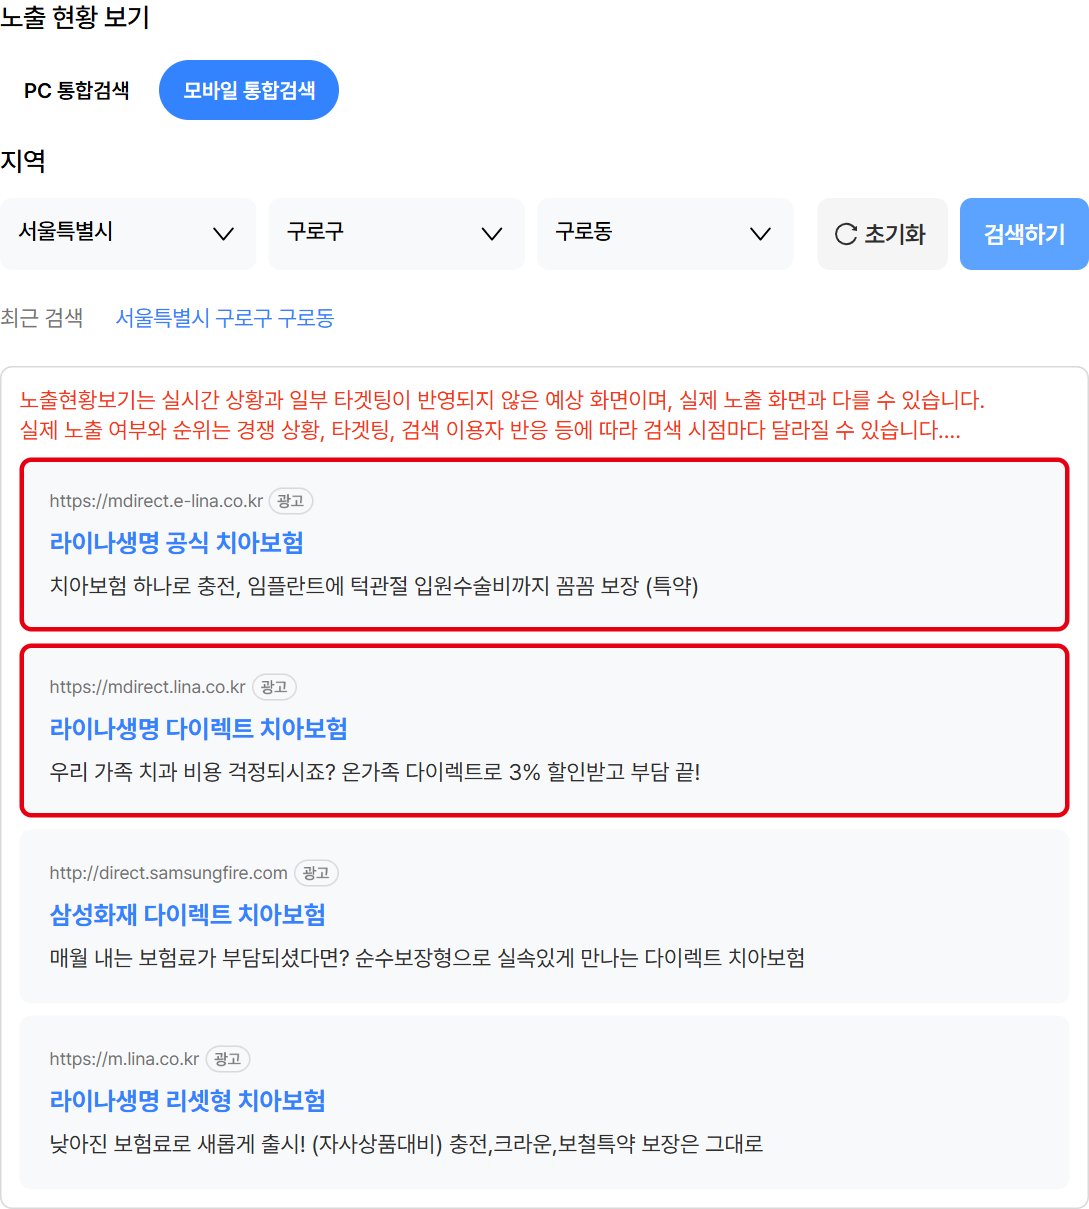 노출 현황 보기
PC 통합검색 모바일 통합검색
지역
서울특별시 구로구 구로동 초기화 검색하기
최근 검색 서울특별시 구로구 구로동
노출현황보기는 실시간 상황과 일부 타겟팅이 반영되지 않은 예상 화면이며, 실제 노출 화면과 다를 수 있습니다.
실제 노출 여부와 순위는 경쟁 상황, 타겟팅, 검색 이용자 반응 등에 따라 검색 시점마다 달라질 수 있습니다....
https://mdirect.e-lina.co.kr 광고
라이나생명 공식 치아보험
치아보험 하나로 충전, 임플란트에 턱관절 입원수술비까지 꼼꼼 보장 (특약)
https://mdirect.lina.co.kr 광고
라이나생명 다이렉트 치아보험
우리 가족 치과 비용 걱정되시죠? 온가족 다이렉트로 3% 할인받고 부담 끝!
http://direct.samsungfire.com 광고
삼성화재 다이렉트 치아보험
매월 내는 보험료가 부담되셨다면? 순수보장형으로 실속있게 만나는 다이렉트 치아보험
https://m.lina.co.kr 광고
라이나생명 리셋형 치아보험
낮아진 보험료로 새롭게 출시! (자사상품대비) 충전,크라운,보철특약 보장은 그대로